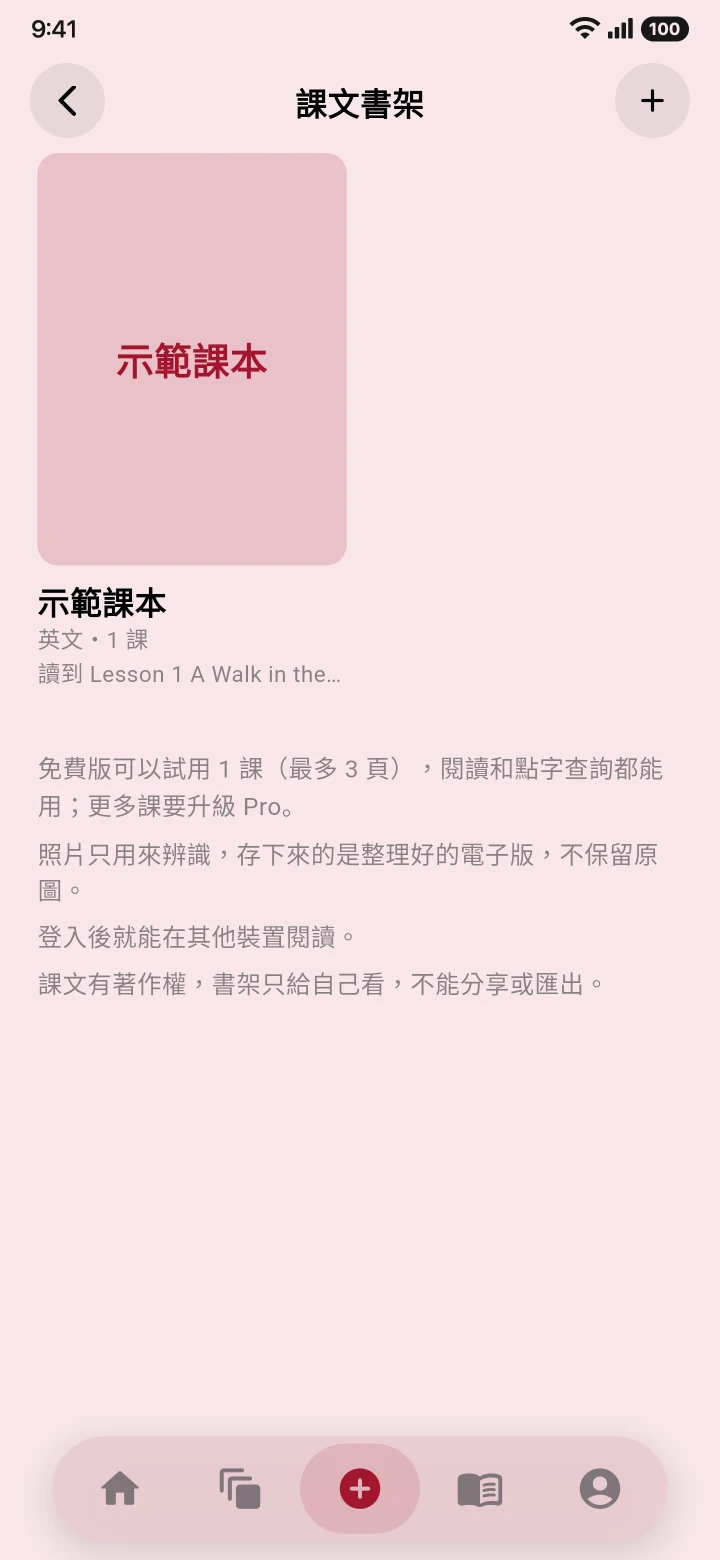 9:41
100
課文書架
示範課本
示範課本
英文・1 課
讀到 Lesson 1 A Walk in the…
免費版可以試用 1 課（最多 3 頁），閱讀和點字查詢都能
用；更多課要升級 Pro。
照片只用來辨識，存下來的是整理好的電子版，不保留原
圖。
登入後就能在其他裝置閱讀。
課文有著作權，書架只給自己看，不能分享或匯出。